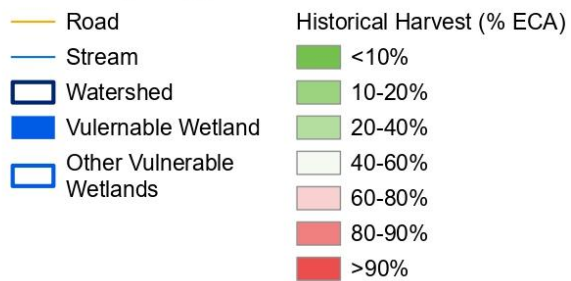 Road
Stream
Watershed
Vulernable Wetland
Other Vulnerable
Wetlands
Historical Harvest (% ECA)
<10%
10-20%
20-40%
40-60%
60-80%
80-90%
>90%